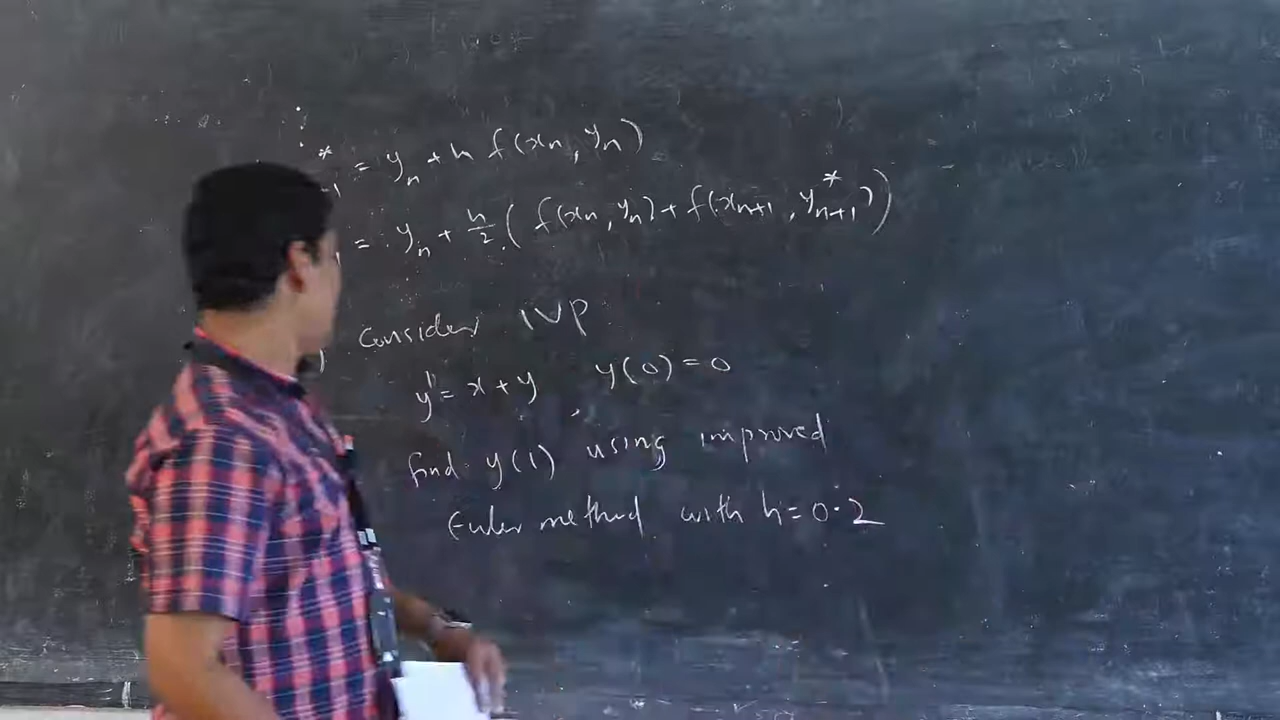 * = yn + h f(xn, yn)
1
= yn + h/2 ( f(xn, yn) + f(xn+1, y*n+1) )
) Consider IVP
y' = x + y , y(0) = 0
find y(1) using improved
Euler method with h = 0.2